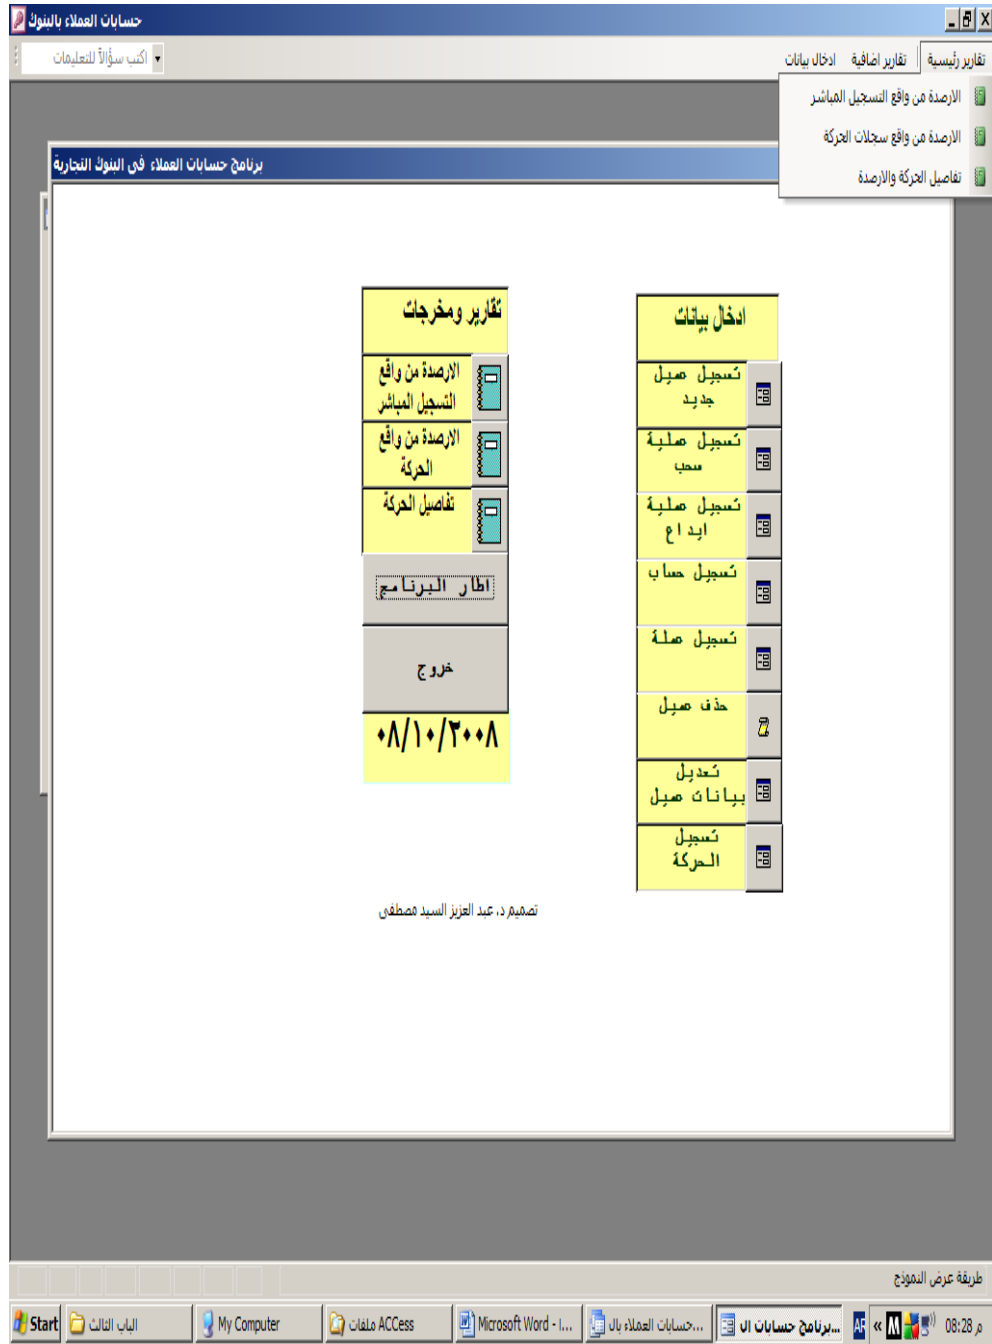 حسابات العملاء بالبنوك
تقارير رئيسية
تقارير اضافية
ادخال بيانات
اكتب سؤالاً للتعليمات
الارصدة من واقع التسجيل المباشر
الارصدة من واقع سجلات الحركة
تفاصيل الحركة والارصدة
برنامج حسابات العملاء فى البنوك التجارية
ادخال بيانات
تسجيل عميل
جديد
تسجيل عملية
سحب
تسجيل عملية
ايداع
تسجيل حساب
تسجيل عملة
حذف عميل
تعديل
بيانات عميل
تسجيل
الحركة
تقارير ومخرجات
الارصدة من واقع
التسجيل المباشر
الارصدة من واقع
الحركة
تفاصيل الحركة
اطار البرنامج
خروج
٠٨/١٠/٢٠٠٨
تصميم د. عبد العزيز السيد مصطفى
طريقة عرض النموذج
Start
الباب الثالث
My Computer
ملفات ACCess
Microsoft Word - ا...
حسابات العملاء بال...
برنامج حسابات ال...
AR
«
08:28 م